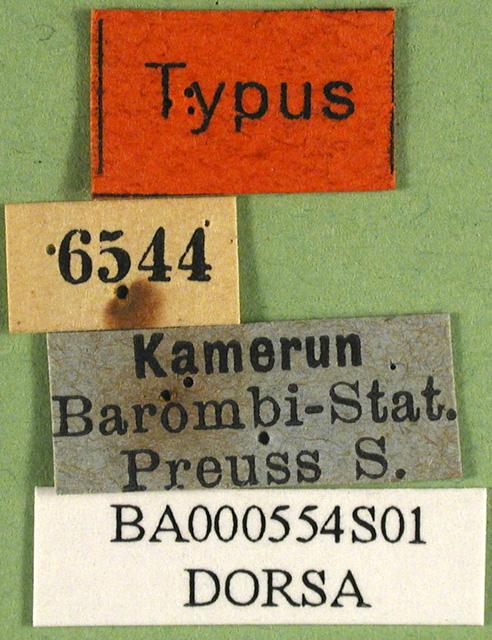 Typus
6544
Kamerun
Barombi-Stat.
Preuss S.
BA000554S01
DORSA